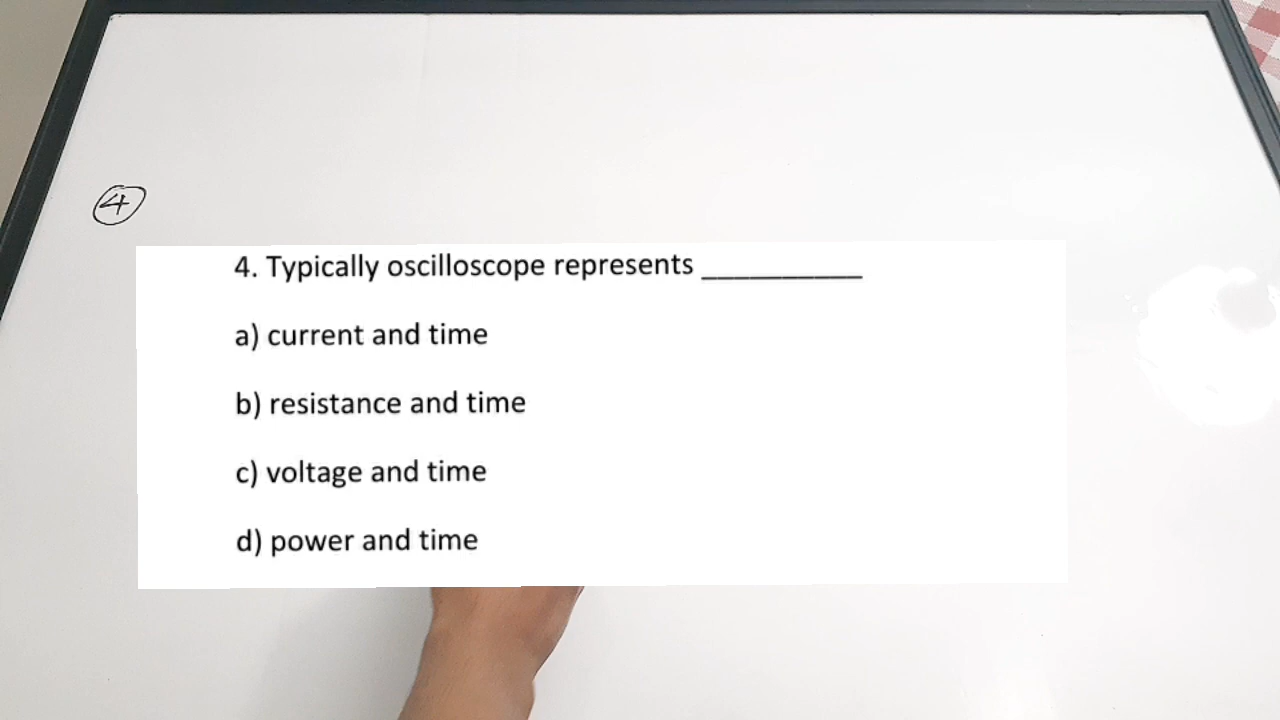 ④
4. Typically oscilloscope represents __________
a) current and time
b) resistance and time
c) voltage and time
d) power and time